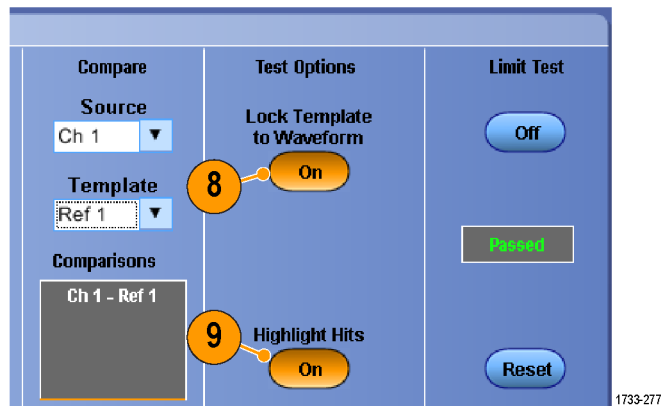 Compare
Source
Ch 1
Template
Ref 1
Comparisons
Ch 1 - Ref 1
Test Options
Lock Template
to Waveform
8
On
9
Highlight Hits
On
Limit Test
Off
Passed
Reset
1733-277